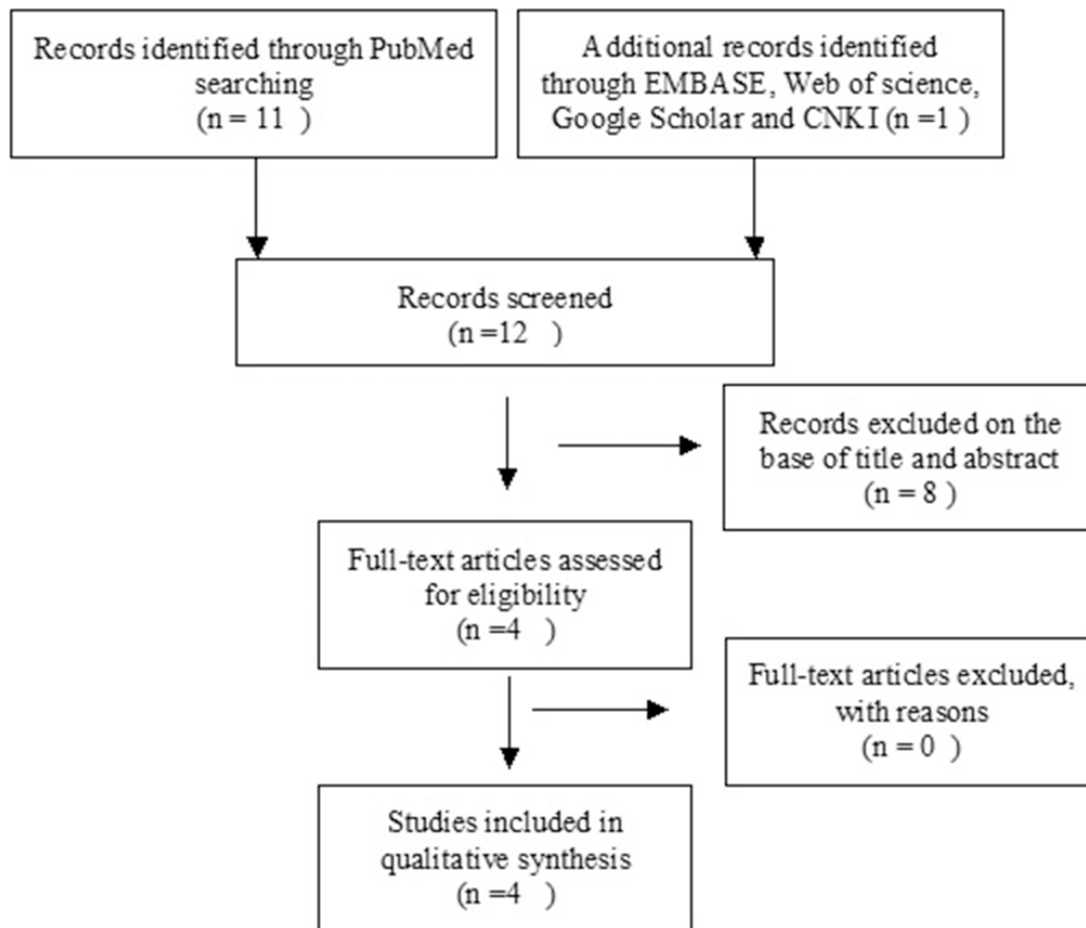 Records identified through PubMed
searching
(n = 11 )
Additional records identified
through EMBASE, Web of science,
Google Scholar and CNKI (n =1 )
Records screened
(n =12 )
Records excluded on the
base of title and abstract
(n = 8 )
Full-text articles assessed
for eligibility
(n =4 )
Full-text articles excluded,
with reasons
(n = 0 )
Studies included in
qualitative synthesis
(n =4 )